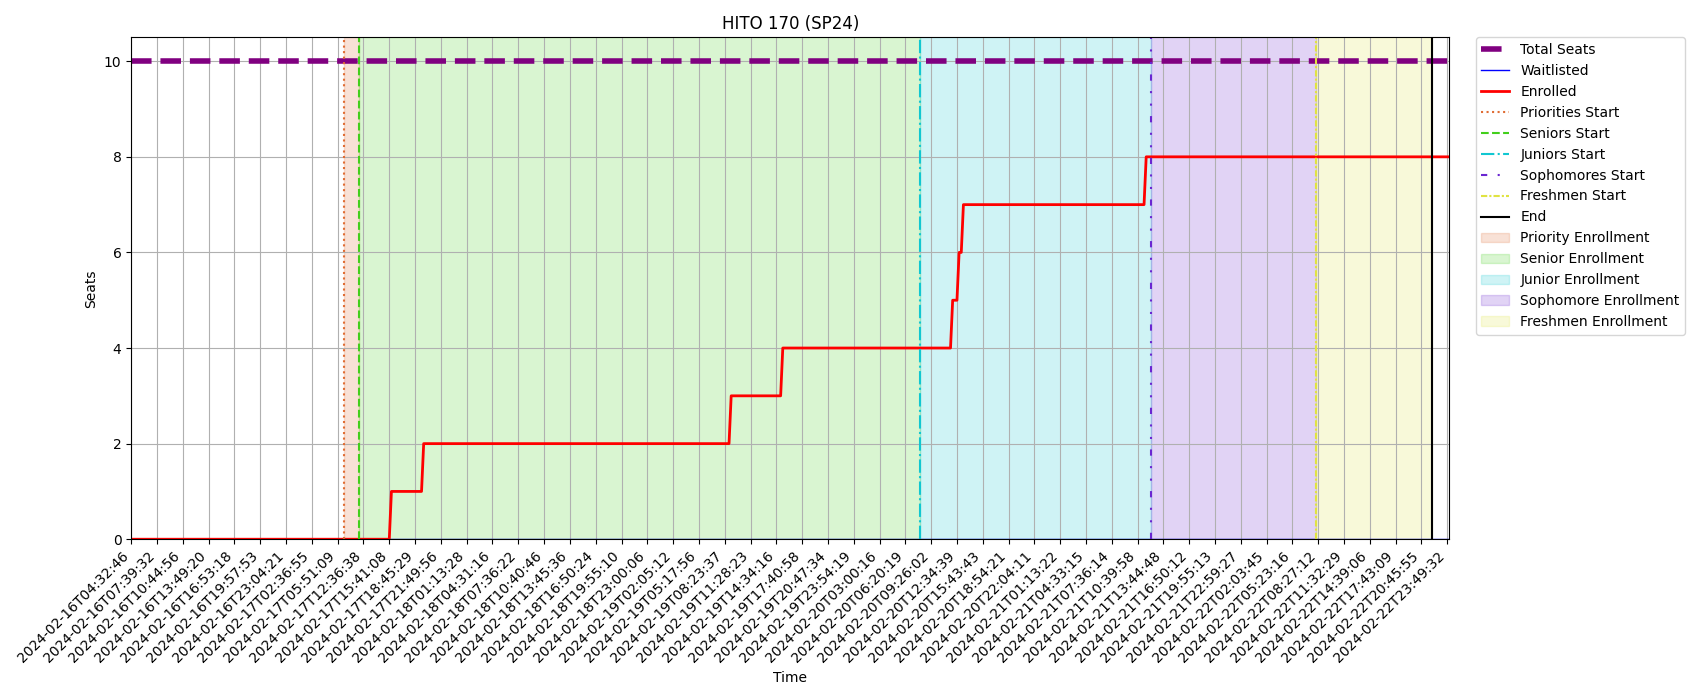 HITO 170 (SP24)
Seats
10
8
6
4
2
0
2024-02-16T04:32:46
2024-02-16T07:39:32
2024-02-16T10:44:56
2024-02-16T13:49:20
2024-02-16T16:53:18
2024-02-16T19:57:53
2024-02-16T23:04:21
2024-02-17T02:36:55
2024-02-17T05:51:09
2024-02-17T12:36:38
2024-02-17T15:41:08
2024-02-17T18:45:29
2024-02-17T21:49:56
2024-02-18T01:13:28
2024-02-18T04:31:16
2024-02-18T07:36:22
2024-02-18T10:40:46
2024-02-18T13:45:36
2024-02-18T16:50:24
2024-02-18T19:55:10
2024-02-18T23:00:06
2024-02-19T02:05:12
2024-02-19T05:17:56
2024-02-19T08:23:37
2024-02-19T11:28:23
2024-02-19T14:34:16
2024-02-19T17:40:58
2024-02-19T20:47:34
2024-02-19T23:54:19
2024-02-20T03:00:16
2024-02-20T06:20:19
2024-02-20T09:26:02
2024-02-20T12:34:39
2024-02-20T15:43:43
2024-02-20T18:54:21
2024-02-20T22:04:11
2024-02-21T01:13:22
2024-02-21T04:33:15
2024-02-21T07:36:14
2024-02-21T10:39:58
2024-02-21T13:44:48
2024-02-21T16:50:12
2024-02-21T19:55:13
2024-02-21T22:59:27
2024-02-22T02:03:45
2024-02-22T05:23:16
2024-02-22T08:27:12
2024-02-22T11:32:29
2024-02-22T14:39:06
2024-02-22T17:43:09
2024-02-22T20:45:55
2024-02-22T23:49:32
Time
Total Seats
Waitlisted
Enrolled
Priorities Start
Seniors Start
Juniors Start
Sophomores Start
Freshmen Start
End
Priority Enrollment
Senior Enrollment
Junior Enrollment
Sophomore Enrollment
Freshmen Enrollment